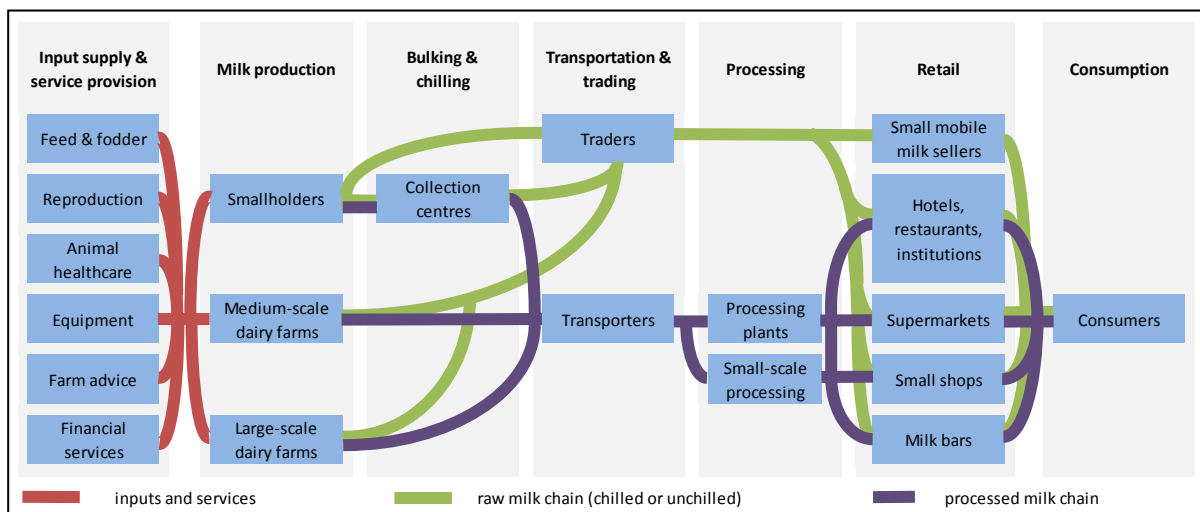 Input supply &
service provision
Milk production
Bulking &
chilling
Transportation &
trading
Processing
Retail
Consumption
Feed & fodder
Reproduction
Animal
healthcare
Equipment
Farm advice
Financial
services
Smallholders
Medium-scale
dairy farms
Large-scale
dairy farms
Collection
centres
Traders
Transporters
Processing
plants
Small-scale
processing
Small mobile
milk sellers
Hotels,
restaurants,
institutions
Supermarkets
Small shops
Milk bars
Consumers
inputs and services
raw milk chain (chilled or unchilled)
processed milk chain